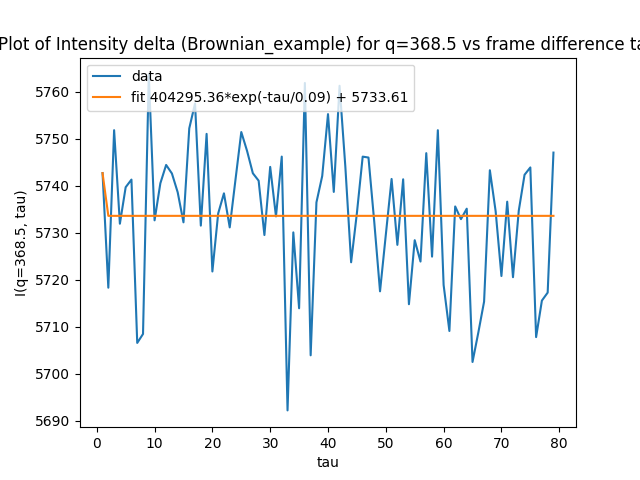 Plot of Intensity delta (Brownian_example) for q=368.5 vs frame difference ta
data
fit 404295.36*exp(-tau/0.09) + 5733.61
5760
5750
5740
5730
5720
5710
5700
5690
I(q=368.5, tau)
0 10 20 30 40 50 60 70 80
tau